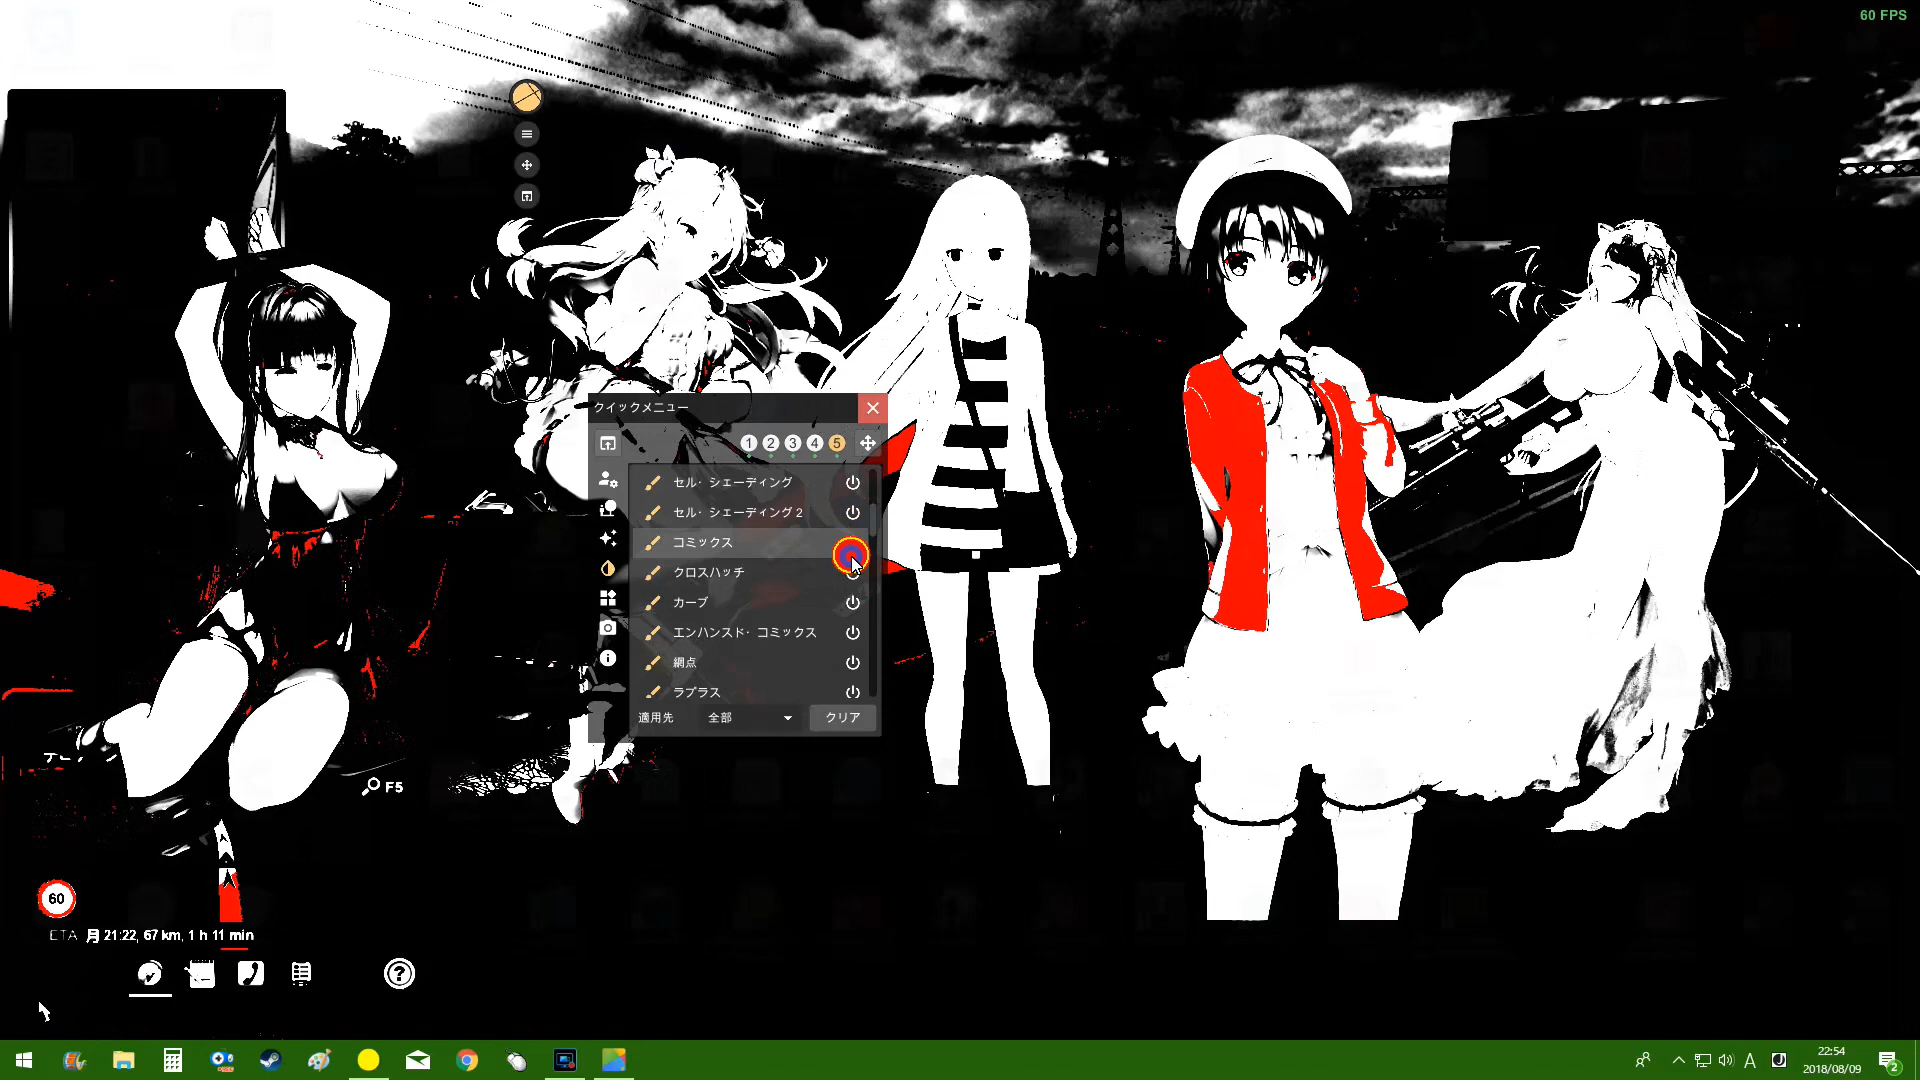 60 FPS
クイックメニュー
1 2 3 4 5
セル・シェーディング
セル・シェーディング2
コミックス
クロスハッチ
カーブ
エンハンスド・コミックス
網点
ラプラス
適用先 全部 クリア
F5
60
ETA 月 21:22, 67 km, 1 h 11 min
A
22:54
2018/08/09
2